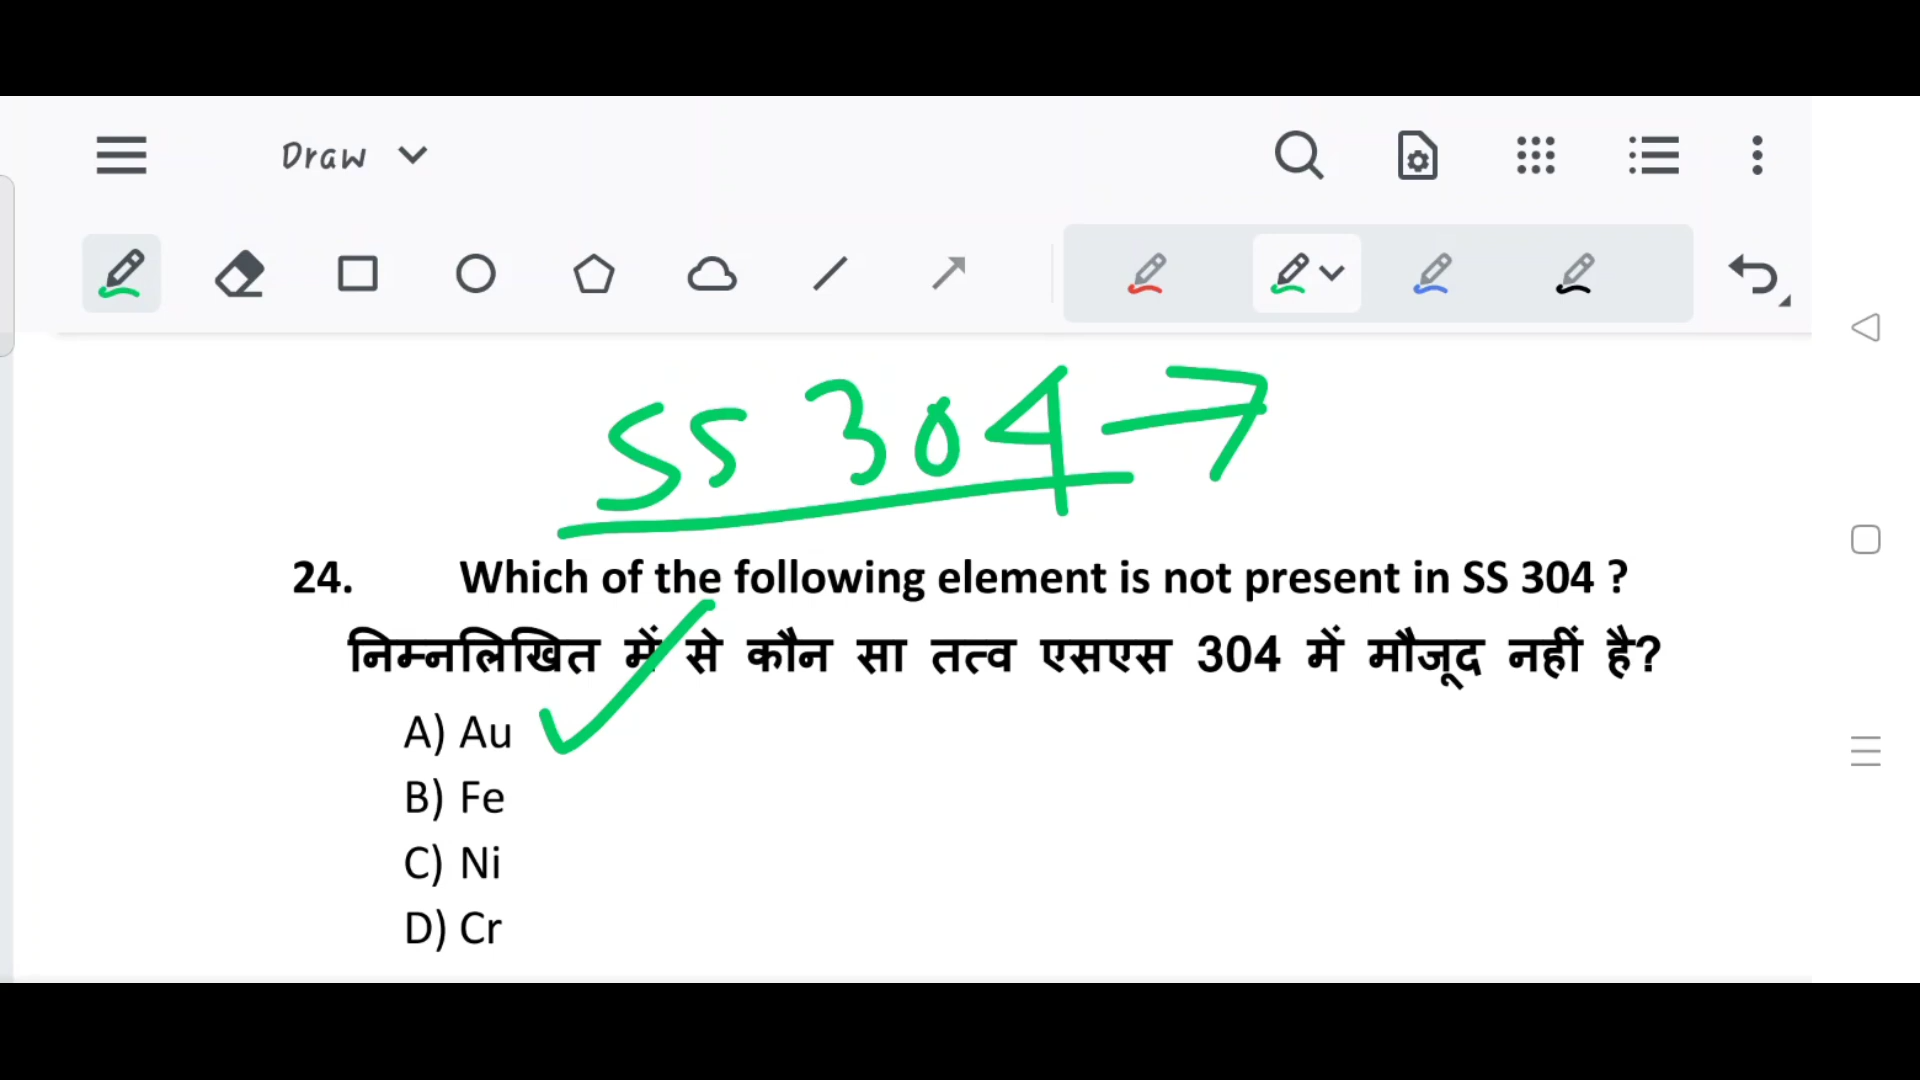 Draw
SS 304 →
24. Which of the following element is not present in SS 304 ?
निम्नलिखित में से कौन सा तत्व एसएस 304 में मौजूद नहीं है?
A) Au
B) Fe
C) Ni
D) Cr